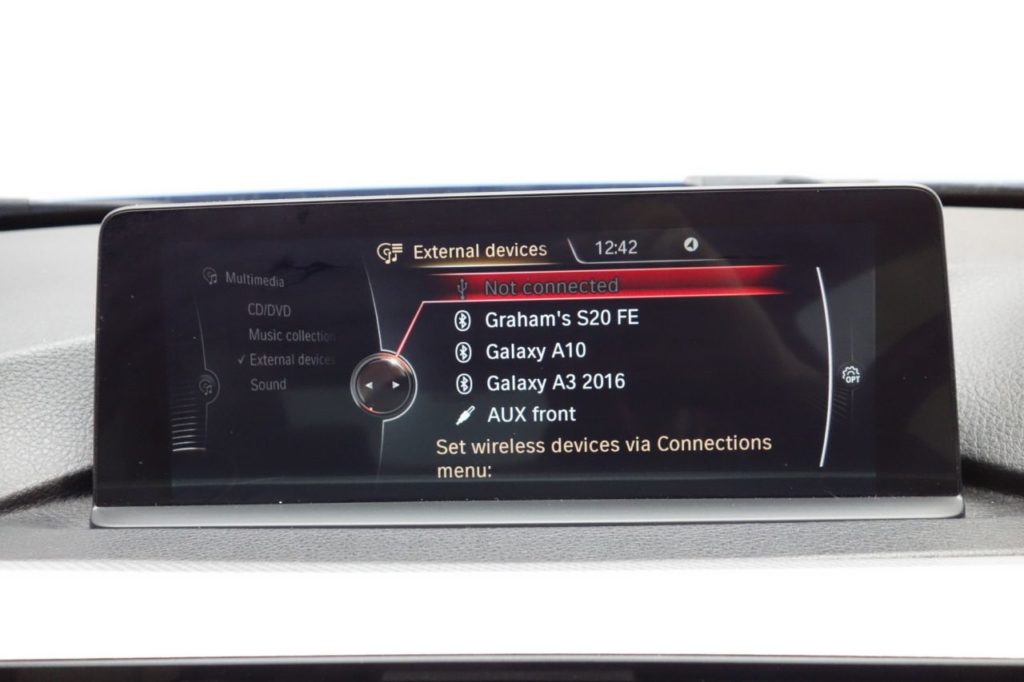 External devices 12:42
Multimedia
CD/DVD
Music collection
External devices
Sound
Not connected
Graham's S20 FE
Galaxy A10
Galaxy A3 2016
AUX front
Set wireless devices via Connections
menu:
OPT